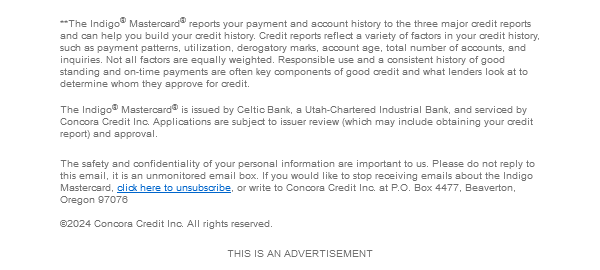 **The Indigo® Mastercard® reports your payment and account history to the three major credit reports
and can help you build your credit history. Credit reports reflect a variety of factors in your credit history,
such as payment patterns, utilization, derogatory marks, account age, total number of accounts, and
inquiries. Not all factors are equally weighted. Responsible use and a consistent history of good
standing and on-time payments are often key components of good credit and what lenders look at to
determine whom they approve for credit.
The Indigo® Mastercard® is issued by Celtic Bank, a Utah-Chartered Industrial Bank, and serviced by
Concora Credit Inc. Applications are subject to issuer review (which may include obtaining your credit
report) and approval.
The safety and confidentiality of your personal information are important to us. Please do not reply to
this email, it is an unmonitored email box. If you would like to stop receiving emails about the Indigo
Mastercard, click here to unsubscribe, or write to Concora Credit Inc. at P.O. Box 4477, Beaverton,
Oregon 97076
©2024 Concora Credit Inc. All rights reserved.
THIS IS AN ADVERTISEMENT